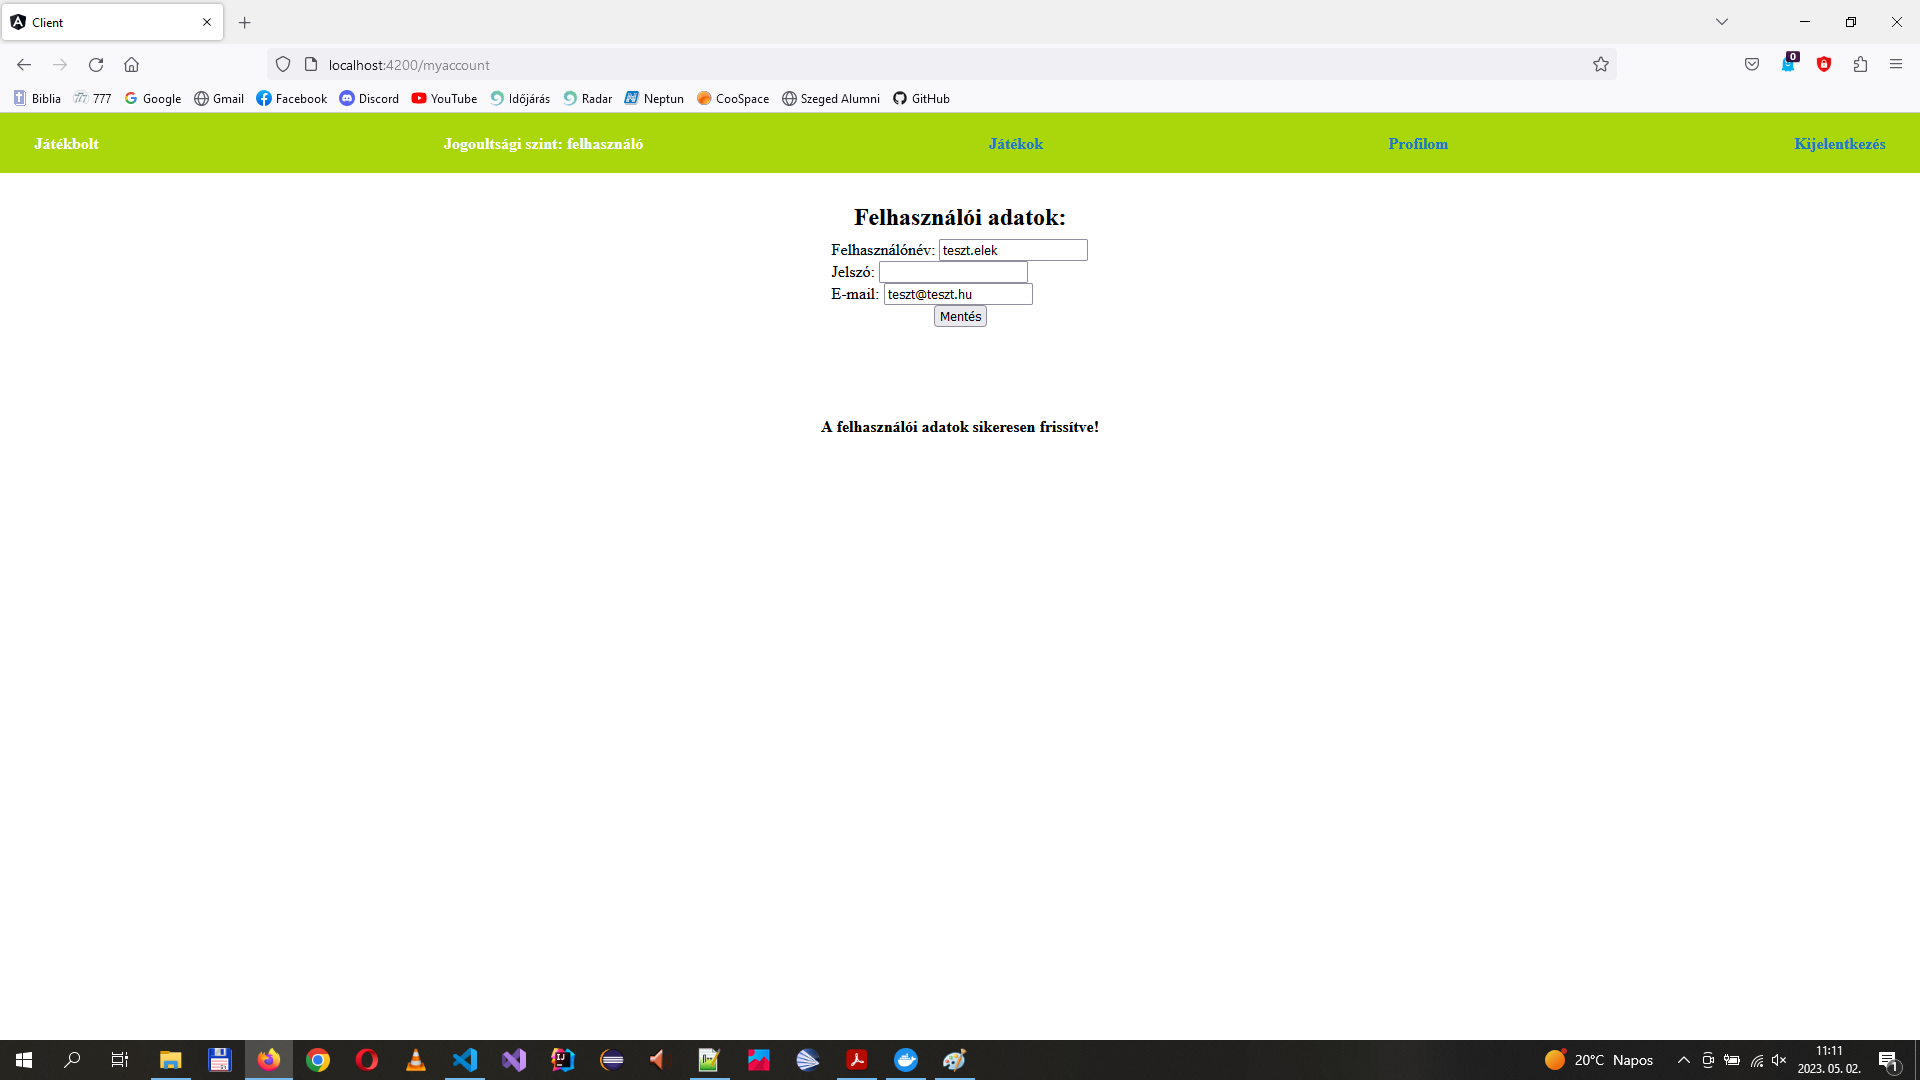 Client
localhost:4200/myaccount
0
Biblia 777 Google Gmail Facebook Discord YouTube Időjárás Radar Neptun CooSpace Szeged Alumni GitHub
Játékbolt Jogoultsági szint: felhasználó Játékok Profilom Kijelentkezés
Felhasználói adatok:
Felhasználónév: teszt.elek
Jelszó:
E-mail: teszt@teszt.hu
Mentés
A felhasználói adatok sikeresen frissítve!
20°C Napos
11:11
2023. 05. 02.
1